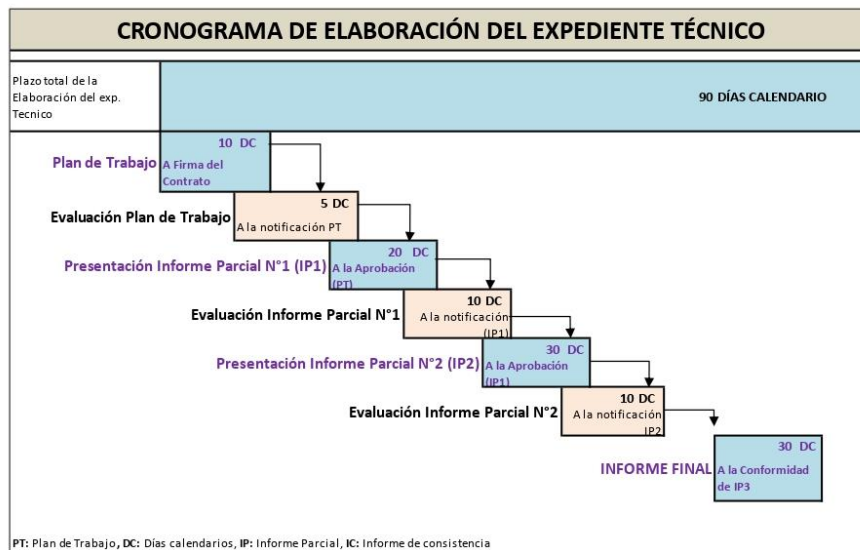 CRONOGRAMA DE ELABORACIÓN DEL EXPEDIENTE TÉCNICO
Plazo total de la
Elaboración del exp.
Tecnico
90 DÍAS CALENDARIO
10 DC
Plan de Trabajo
A Firma del
Contrato
5 DC
Evaluación Plan de Trabajo
A la notificación PT
20 DC
Presentación Informe Parcial N°1 (IP1)
A la Aprobación
(PT)
10 DC
Evaluación Informe Parcial N°1
A la notificación
(IP1)
30 DC
Presentación Informe Parcial N°2 (IP2)
A la Aprobación
(IP1)
10 DC
Evaluación Informe Parcial N°2
A la notificación
IP2
30 DC
INFORME FINAL
A la Conformidad
de IP3
PT: Plan de Trabajo, DC: Días calendarios, IP: Informe Parcial, IC: Informe de consistencia